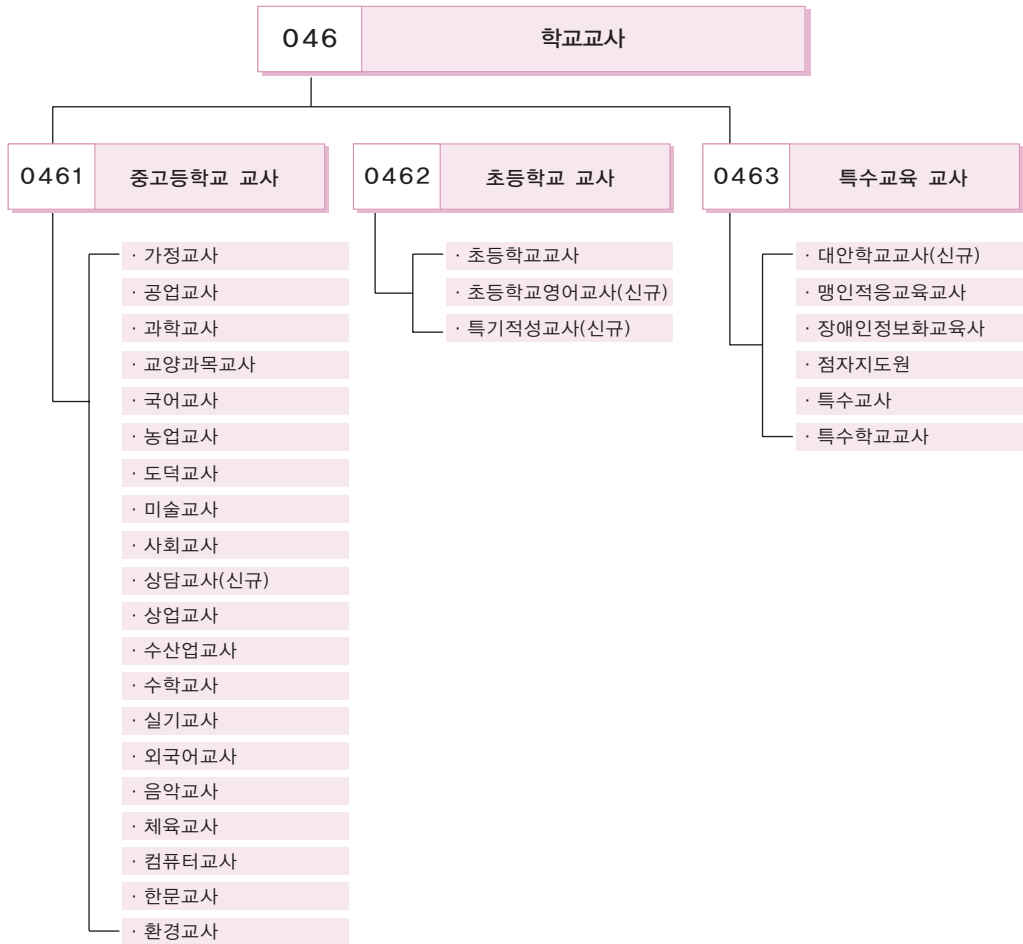 046 학교교사
0461 중고등학교 교사
· 가정교사
· 공업교사
· 과학교사
· 교양과목교사
· 국어교사
· 농업교사
· 도덕교사
· 미술교사
· 사회교사
· 상담교사(신규)
· 상업교사
· 수산업교사
· 수학교사
· 실기교사
· 외국어교사
· 음악교사
· 체육교사
· 컴퓨터교사
· 한문교사
· 환경교사
0462 초등학교 교사
· 초등학교교사
· 초등학교영어교사(신규)
· 특기적성교사(신규)
0463 특수교육 교사
· 대안학교교사(신규)
· 맹인적응교육교사
· 장애인정보화교육사
· 점자지도원
· 특수교사
· 특수학교교사